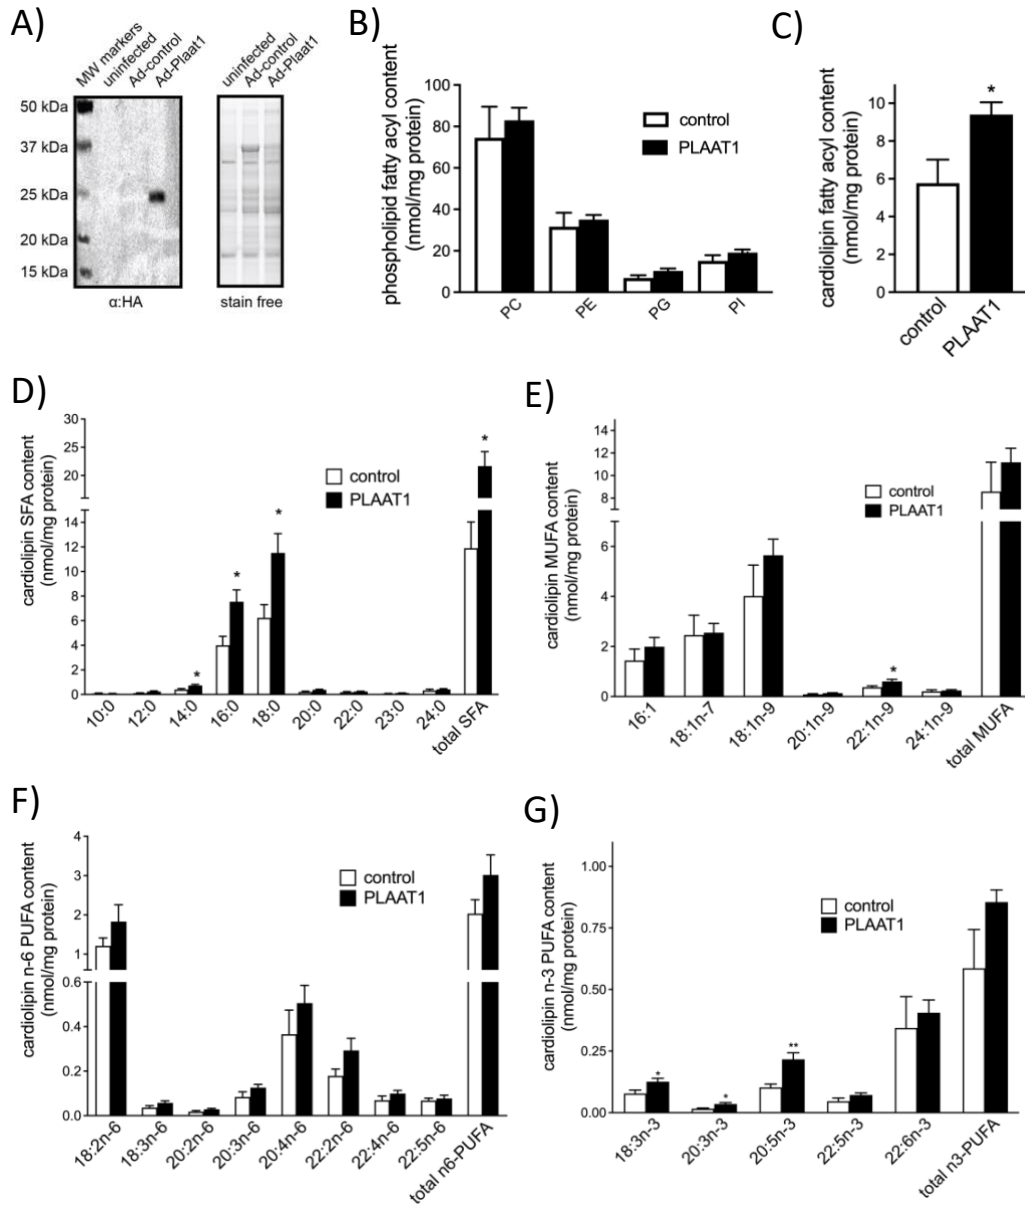 A)
MW markers
uninfected
Ad-control
Ad-Plaat1
50 kDa
37 kDa
25 kDa
20 kDa
15 kDa
α:HA
uninfected
Ad-control
Ad-Plaat1
stain free
B)
phospholipid fatty acyl content
(nmol/mg protein)
100
80
60
40
20
0
control
PLAAT1
PC
PE
PG
PI
C)
cardiolipin fatty acyl content
(nmol/mg protein)
10
8
6
4
2
0
*
control
PLAAT1
D)
cardiolipin SFA content
(nmol/mg protein)
30
25
20
14
12
10
8
6
4
2
0
control
PLAAT1
*
*
*
*
10:0
12:0
14:0
16:0
18:0
20:0
22:0
23:0
24:0
total SFA
E)
cardiolipin MUFA content
(nmol/mg protein)
14
12
10
8
6
4
2
0
control
PLAAT1
*
16:1
18:1n-7
18:1n-9
20:1n-9
22:1n-9
24:1n-9
total MUFA
F)
cardiolipin n-6 PUFA content
(nmol/mg protein)
4
3
2
1
0.6
0.4
0.2
0.0
control
PLAAT1
18:2n-6
18:3n-6
20:2n-6
20:3n-6
20:4n-6
22:2n-6
22:4n-6
22:5n-6
total n6-PUFA
G)
cardiolipin n-3 PUFA content
(nmol/mg protein)
1.00
0.75
0.50
0.25
0.00
control
PLAAT1
*
*
**
18:3n-3
20:3n-3
20:5n-3
22:5n-3
22:6n-3
total n3-PUFA